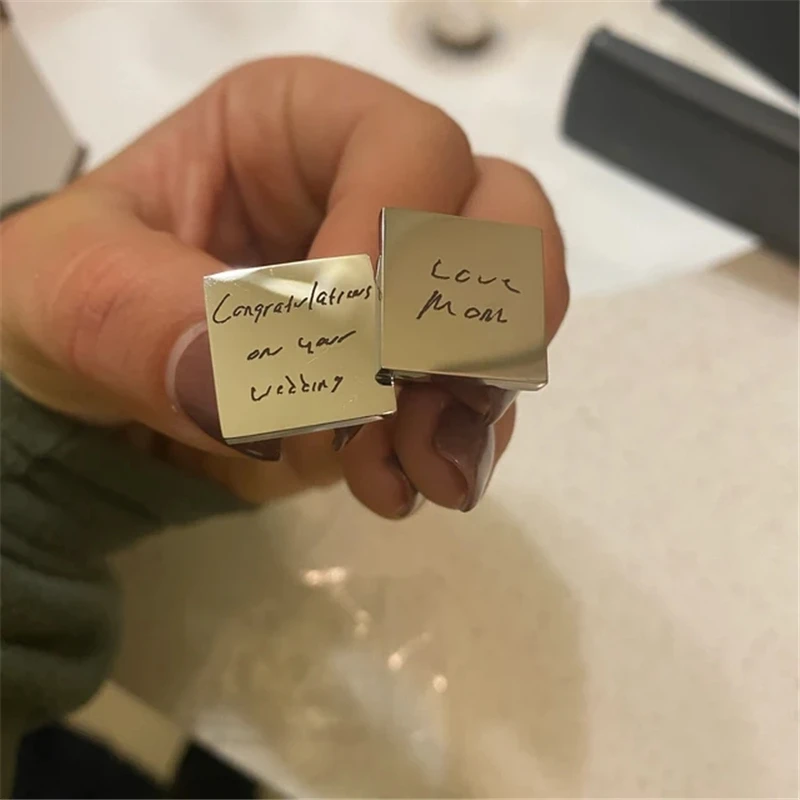 Congratulations
on your
wedding
Love
Mom